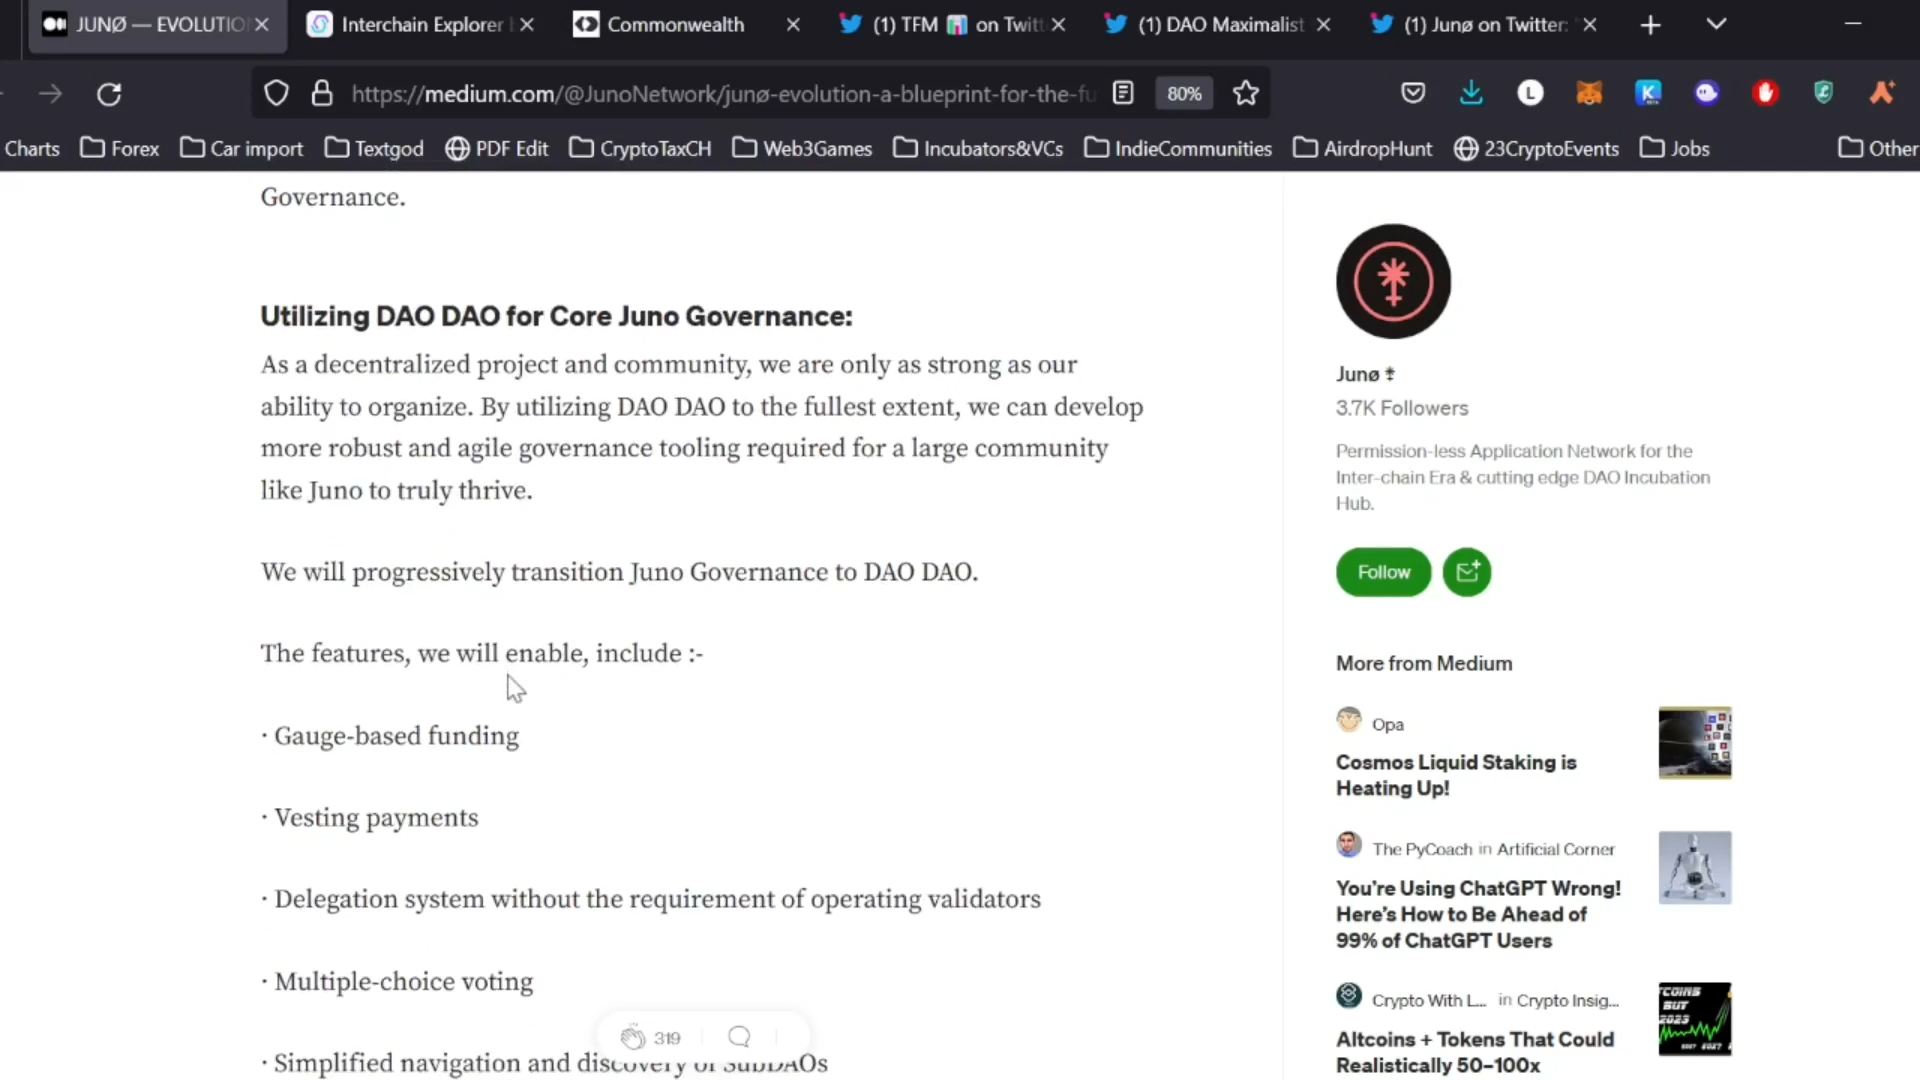 JUNØ — EVOLUTIO
Interchain Explorer
Commonwealth
(1) TFM on Twitt
(1) DAO Maximalist
(1) Junø on Twitter:
https://medium.com/@JunoNetwork/junø-evolution-a-blueprint-for-the-fu
80%
Charts
Forex
Car import
Textgod
PDF Edit
CryptoTaxCH
Web3Games
Incubators&VCs
IndieCommunities
AirdropHunt
23CryptoEvents
Jobs
Other
Governance.
Utilizing DAO DAO for Core Juno Governance:
As a decentralized project and community, we are only as strong as our
ability to organize. By utilizing DAO DAO to the fullest extent, we can develop
more robust and agile governance tooling required for a large community
like Juno to truly thrive.
We will progressively transition Juno Governance to DAO DAO.
The features, we will enable, include :-
· Gauge-based funding
· Vesting payments
· Delegation system without the requirement of operating validators
· Multiple-choice voting
319
· Simplified navigation and discovery of SubDAOs
Junø
3.7K Followers
Permission-less Application Network for the
Inter-chain Era & cutting edge DAO Incubation
Hub.
Follow
More from Medium
Opa
Cosmos Liquid Staking is
Heating Up!
The PyCoach in Artificial Corner
You're Using ChatGPT Wrong!
Here's How to Be Ahead of
99% of ChatGPT Users
Crypto With L... in Crypto Insig...
Altcoins + Tokens That Could
Realistically 50–100x
TCOINS
BUT
2023